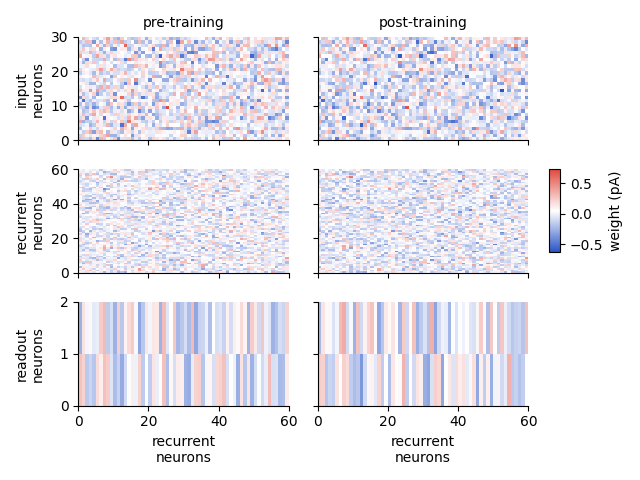 pre-training
post-training
30
20
10
0
input
neurons
60
40
20
0
recurrent
neurons
0.5
0.0
−0.5
weight (pA)
2
1
0
readout
neurons
0 20 40 60
0 20 40 60
recurrent
neurons
recurrent
neurons